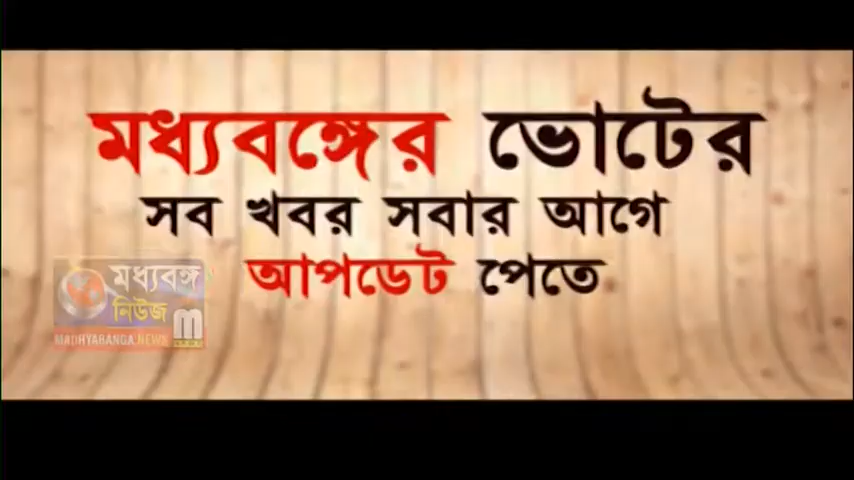 মধ্যবঙ্গের ভোটের
সব খবর সবার আগে
আপডেট পেতে
মধ্যবঙ্গ
নিউজ
MADHYABANGA.NEWS